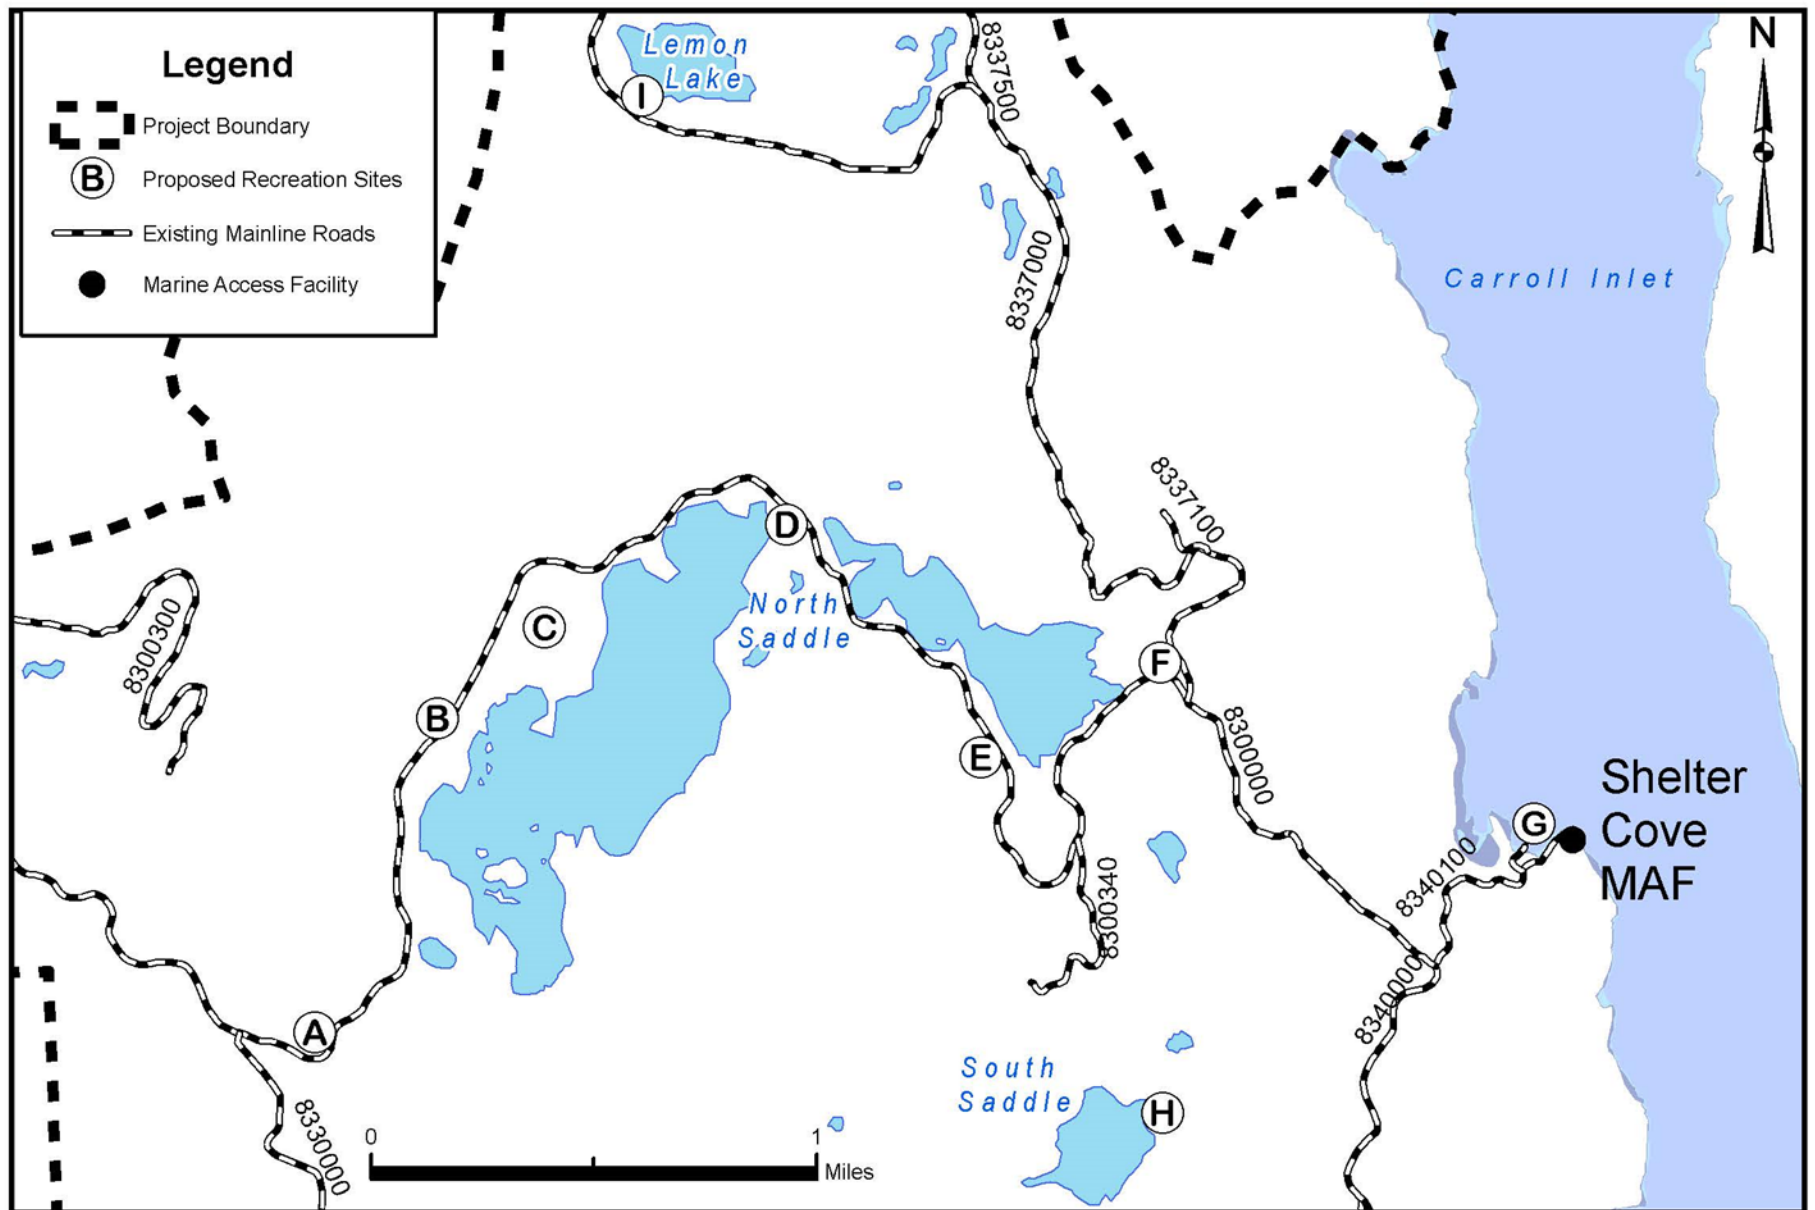 Legend
Project Boundary
B
Proposed Recreation Sites
Existing Mainline Roads
Marine Access Facility
Lemon
Lake
I
8337500
N
8337000
Carroll Inlet
8337100
D
North
Saddle
C
8300300
B
F
E
8300000
Shelter
Cove
MAF
G
8340100
8300340
8340000
A
South
Saddle
H
8330000
0
1
Miles